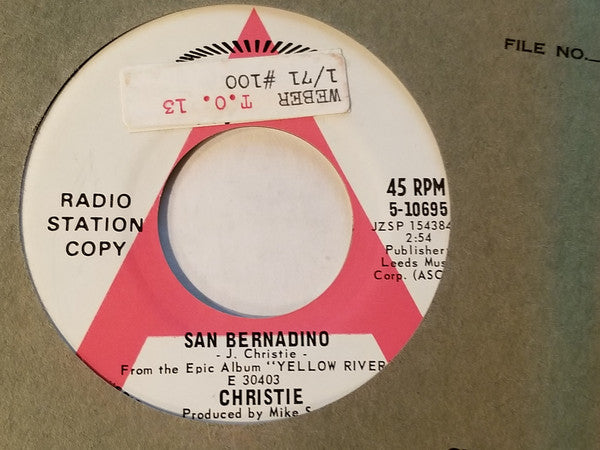 FILE NO.
WEBER
1/71 #100
T.O. 13
RADIO
STATION
COPY
45 RPM
5-10695
JZSP 154384
2:54
Publisher
Leeds Mus
Corp. (ASC
SAN BERNADINO
- J. Christie -
From the Epic Album "YELLOW RIVER
E 30403
CHRISTIE
Produced by Mike S